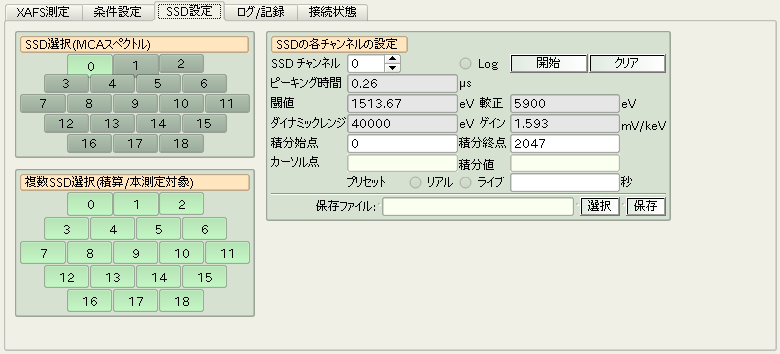 XAFS測定 条件設定 SSD設定 ログ/記録 接続状態
SSD選択(MCAスペクトル)
0 1 2
3 4 5 6
7 8 9 10 11
12 13 14 15
16 17 18
複数SSD選択(積算/本測定対象)
0 1 2
3 4 5 6
7 8 9 10 11
12 13 14 15
16 17 18
SSDの各チャンネルの設定
SSD チャンネル 0 Log 開始 クリア
ピーキング時間 0.26 μs
閾値 1513.67 eV 較正 5900 eV
ダイナミックレンジ 40000 eV ゲイン 1.593 mV/keV
積分始点 0 積分終点 2047
カーソル点 積分値
プリセット リアル ライブ 秒
保存ファイル: 選択 保存